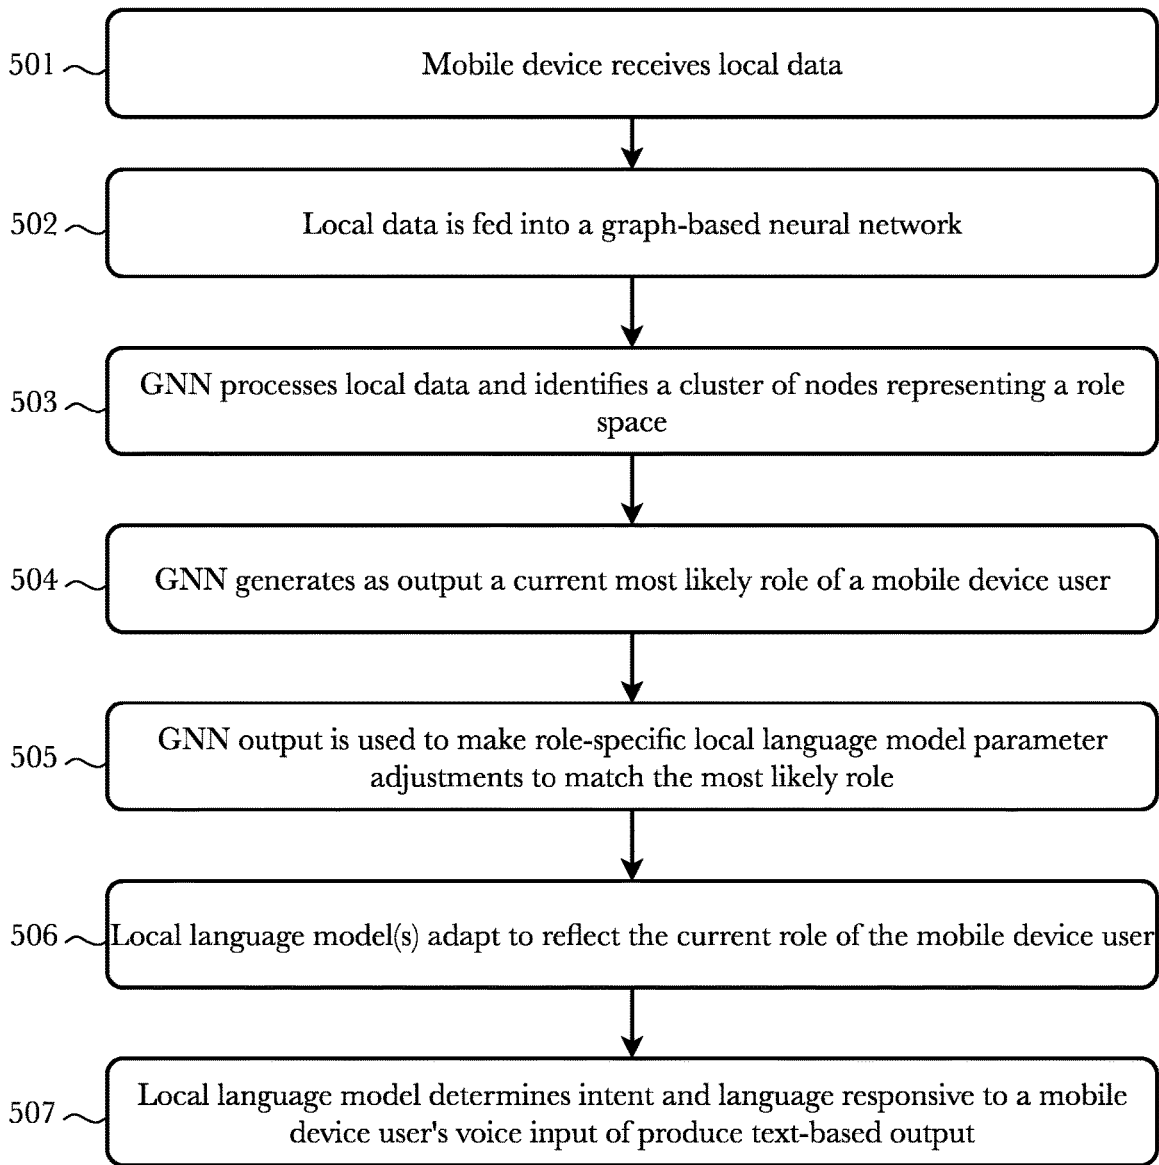 501
Mobile device receives local data
502
Local data is fed into a graph-based neural network
503
GNN processes local data and identifies a cluster of nodes representing a role
space
504
GNN generates as output a current most likely role of a mobile device user
505
GNN output is used to make role-specific local language model parameter
adjustments to match the most likely role
506
Local language model(s) adapt to reflect the current role of the mobile device user
507
Local language model determines intent and language responsive to a mobile
device user's voice input of produce text-based output